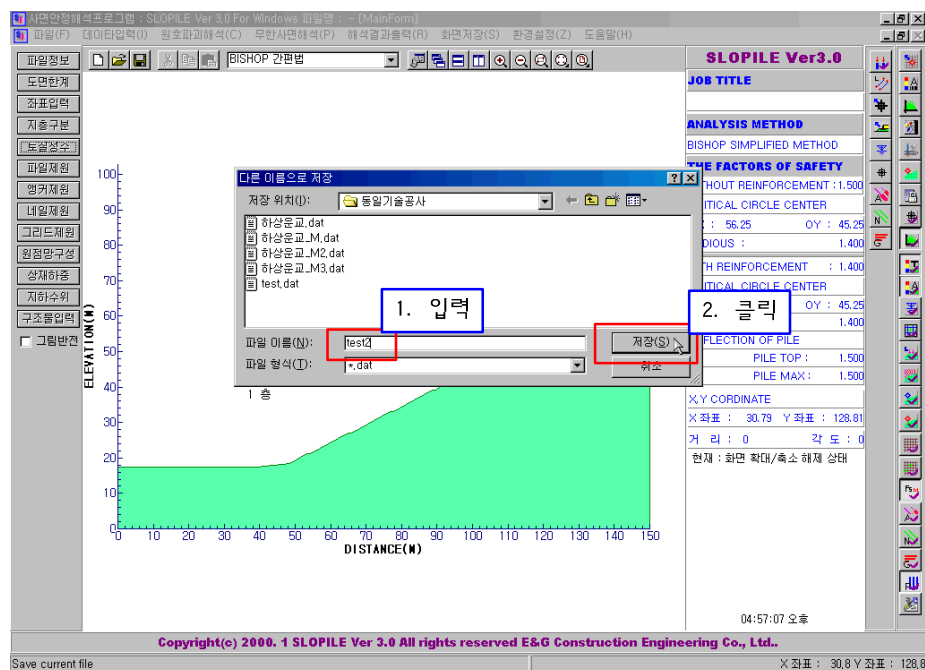 사면안정해석프로그램 : SLOPILE Ver 3.0 For Windows 파일명 : - [MainForm]
파일(F) 데이타입력(I) 원호파괴해석(C) 무한사면해석(P) 해석결과출력(R) 화면저장(S) 환경설정(Z) 도움말(H)
파일정보
도면한계
좌표입력
지층구분
토질정수
파일제원
앵커제원
네일제원
그리드제원
원점망구성
상재하중
지하수위
구조물입력
그림반전
BISHOP 간편법
다른 이름으로 저장
저장 위치(I):
동일기술공사
하상운교.dat
하상운교_M.dat
하상운교_M2.dat
하상운교_M3.dat
test.dat
1. 입력
2. 클릭
파일 이름(N):
test2
저장(S)
파일 형식(T):
*.dat
취소
1 층
ELEVATION(M)
100
90
80
70
60
50
40
30
20
10
0
0 10 20 30 40 50 60 70 80 90 100 110 120 130 140 150
DISTANCE(M)
SLOPILE Ver3.0
JOB TITLE
ANALYSIS METHOD
BISHOP SIMPLIFIED METHOD
THE FACTORS OF SAFETY
THOUT REINFORCEMENT : 1.500
ITICAL CIRCLE CENTER
: 56.25 OY : 45.25
DIOUS : 1.400
TH REINFORCEMENT : 1.400
ITICAL CIRCLE CENTER
OY : 45.25
1.400
FLECTION OF PILE
PILE TOP : 1.500
PILE MAX : 1.500
X,Y CORDINATE
X 좌표 : 30.79 Y 좌표 : 128.81
거 리 : 0 각 도 : 0
현재 : 화면 확대/축소 해제 상태
04:57:07 오후
Copyright(c) 2000. 1 SLOPILE Ver 3.0 All rights reserved E&G Construction Engineering Co., Ltd..
Save current file
X 좌표 : 30,8 Y 좌표 : 128,8